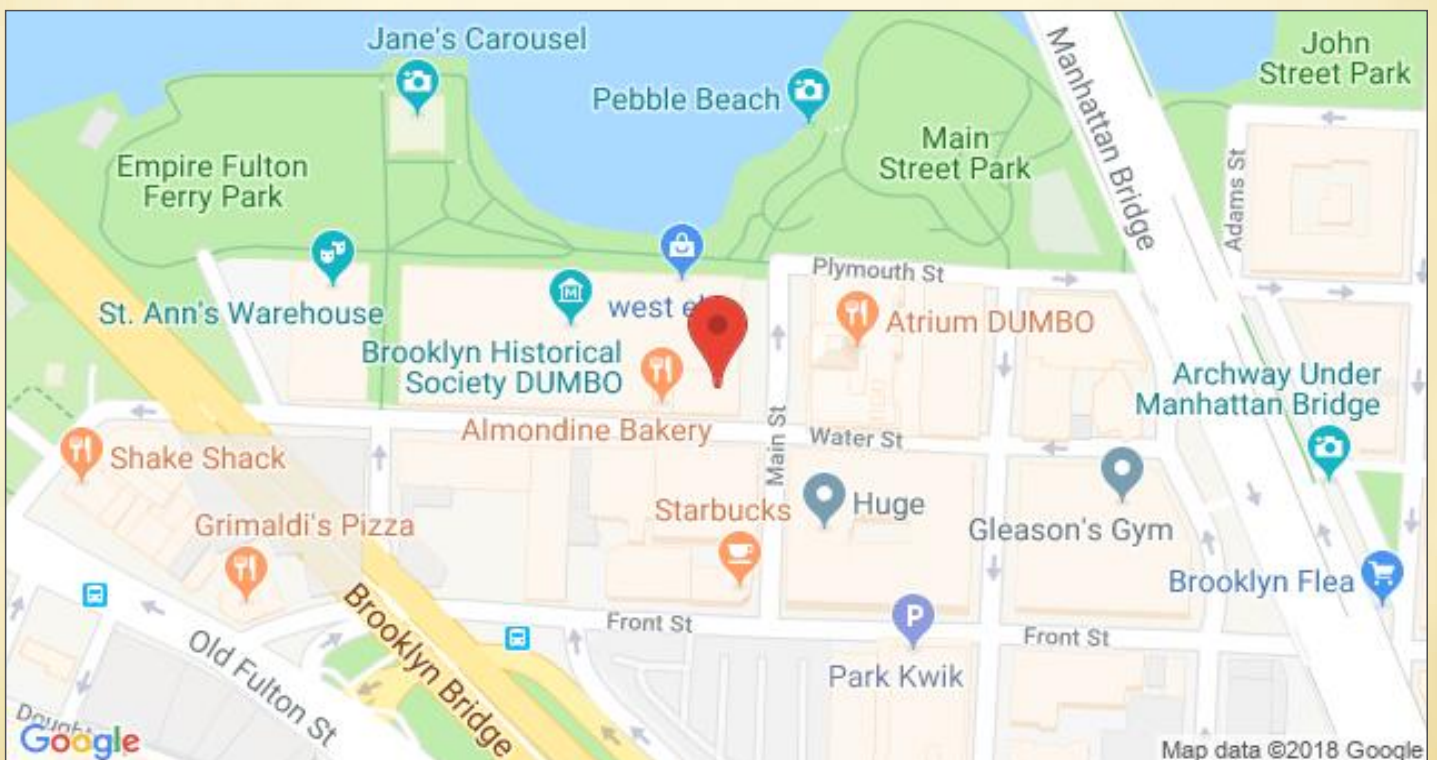 Jane's Carousel
Pebble Beach
Manhattan Bridge
John
Street Park
Main
Street Park
Empire Fulton
Ferry Park
Adams St
Plymouth St
St. Ann's Warehouse
west
Atrium DUMBO
Brooklyn Historical
Society DUMBO
Archway Under
Manhattan Bridge
Almondine Bakery
Water St
Main St
Shake Shack
Starbucks
Huge
Gleason's Gym
Grimaldi's Pizza
Brooklyn Flea
P
Front St
Front St
Brooklyn Bridge
Old Fulton St
Park Kwik
Google
Map data ©2018 Google